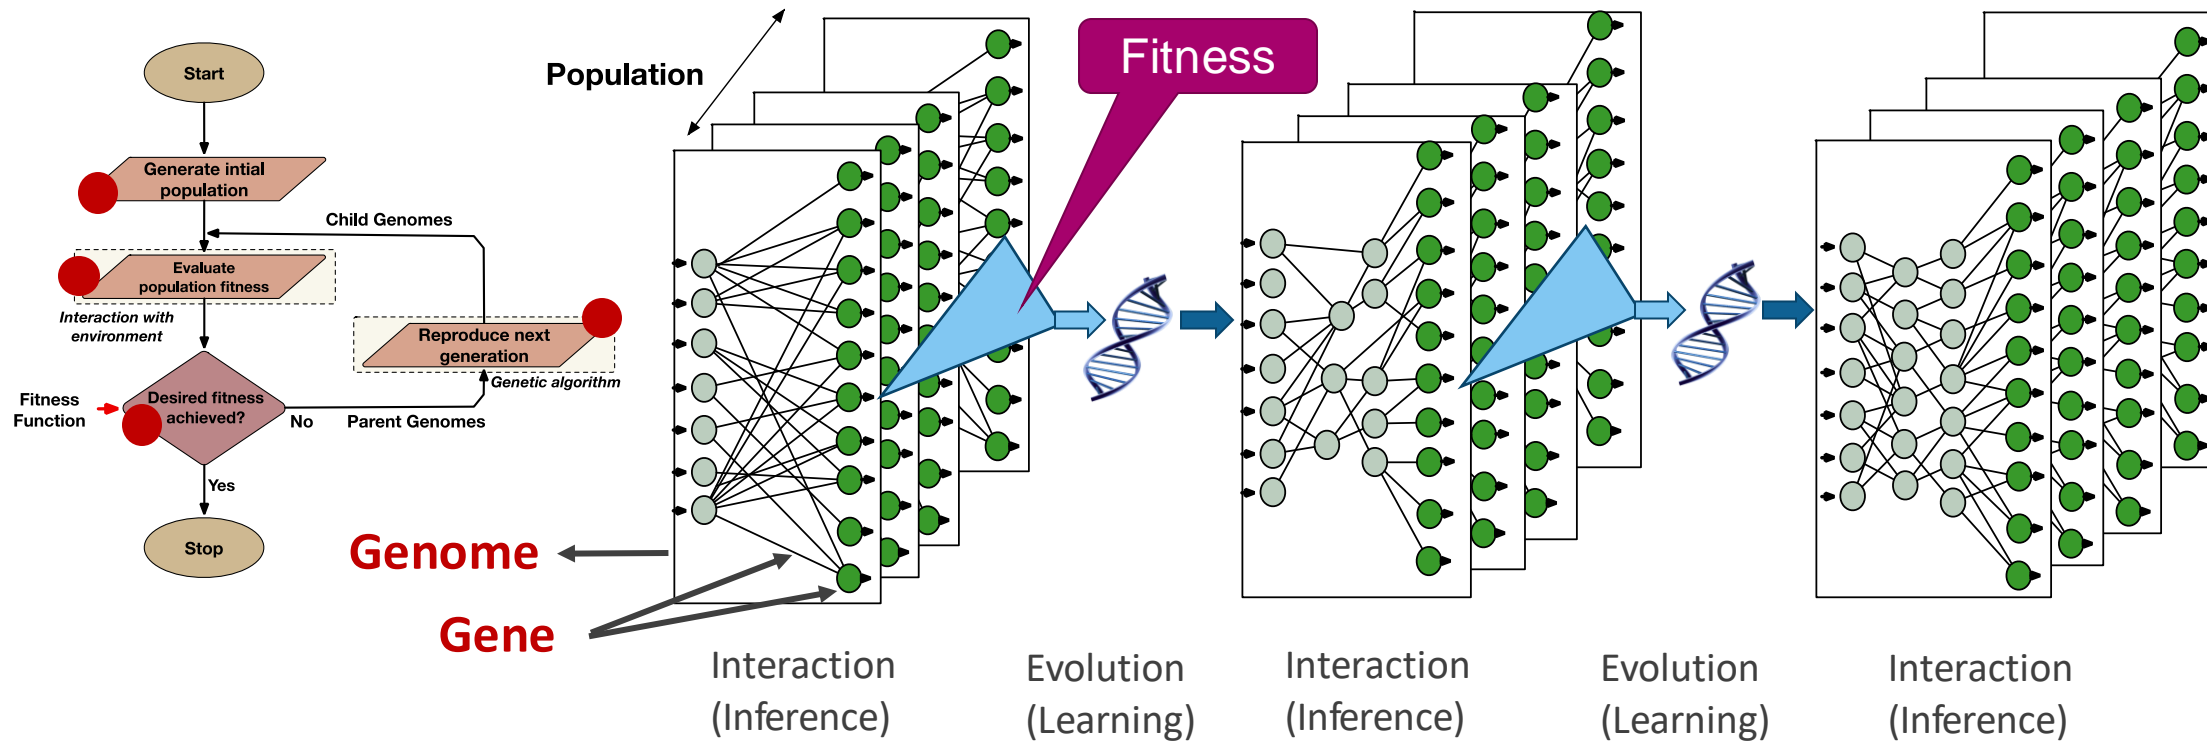 Start
Generate intial
population
Child Genomes
Evaluate
population fitness
Interaction with
environment
Reproduce next
generation
Genetic algorithm
Fitness
Function
Desired fitness
achieved?
No
Parent Genomes
Yes
Stop
Population
Fitness
Genome
Gene
Interaction
(Inference)
Evolution
(Learning)
Interaction
(Inference)
Evolution
(Learning)
Interaction
(Inference)